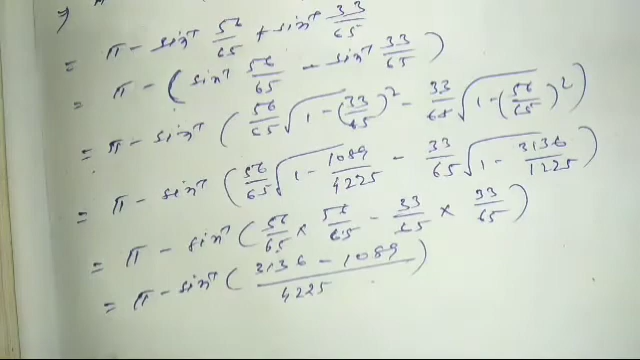 = π - sin⁻¹ 56/65 + sin⁻¹ 33/65
= π - (sin⁻¹ 56/65 - sin⁻¹ 33/65)
= π - sin⁻¹ (56/65 √(1 - (33/65)²) - 33/65 √(1 - (56/65)²))
= π - sin⁻¹ (56/65 √(1 - 1089/4225) - 33/65 √(1 - 3136/1225))
= π - sin⁻¹ (56/65 × 56/65 - 33/65 × 33/65)
= π - sin⁻¹ ((3136 - 1089)/4225)